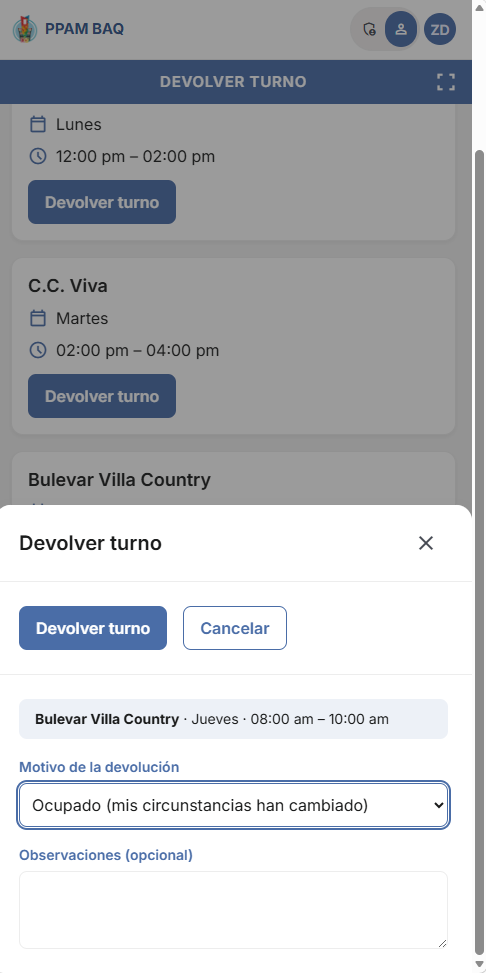 PPAM BAQ
ZD
DEVOLVER TURNO
Lunes
12:00 pm – 02:00 pm
Devolver turno
C.C. Viva
Martes
02:00 pm – 04:00 pm
Devolver turno
Bulevar Villa Country
Devolver turno
Devolver turno
Cancelar
Bulevar Villa Country · Jueves · 08:00 am – 10:00 am
Motivo de la devolución
Ocupado (mis circunstancias han cambiado)
Observaciones (opcional)